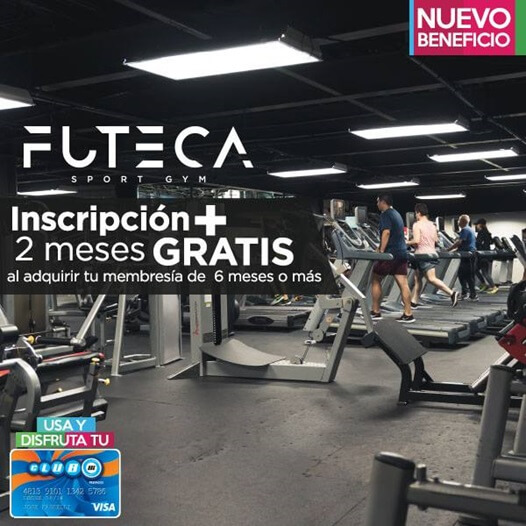 NUEVO
BENEFICIO
FUTECA
SPORT GYM
Inscripción+
2 meses GRATIS
al adquirir tu membresía de 6 meses o más
USA Y
DISFRUTA TU
CLUB
VISA